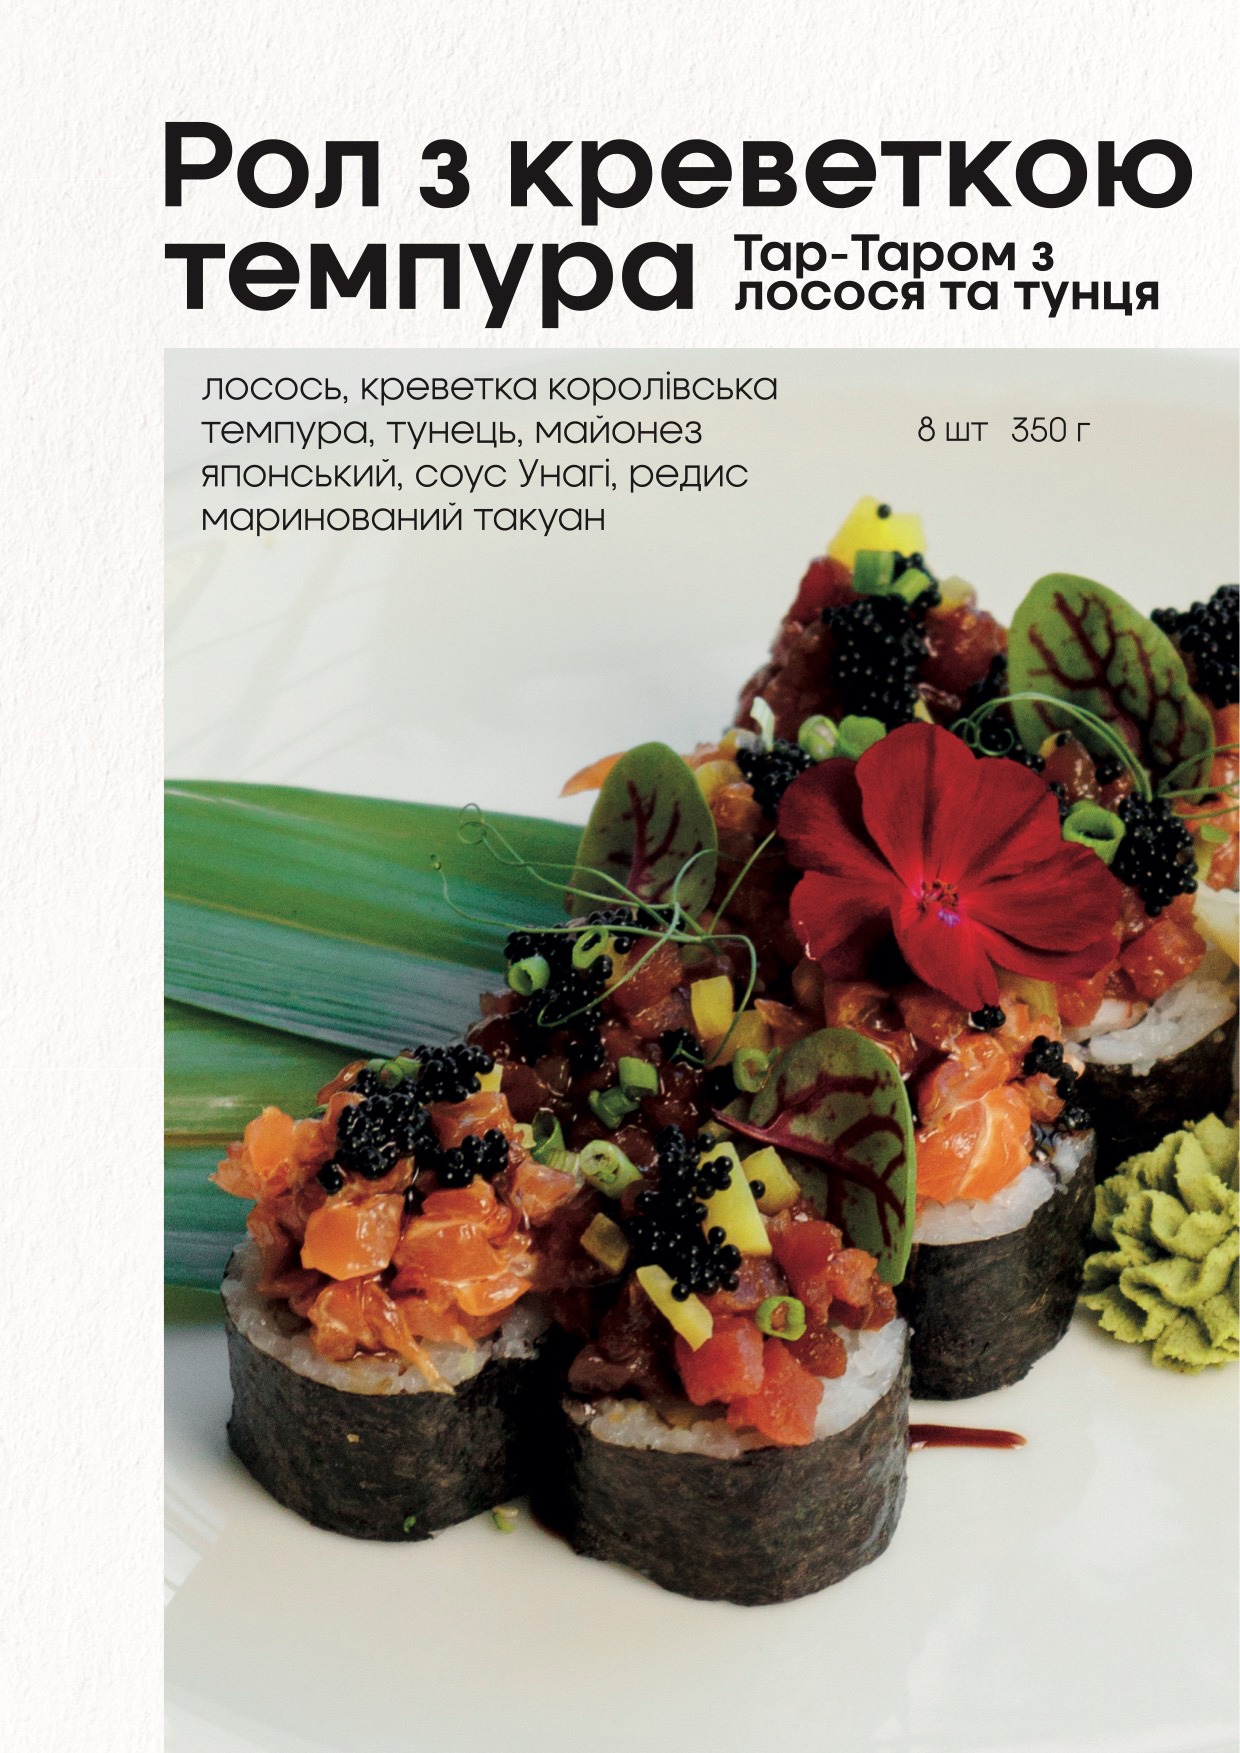 Рол з креветкою
темпура
Тар-Таром з
лосося та тунця
лосось, креветка королівська
темпура, тунець, майонез
японський, соус Унагі, редис
маринований такуан
8 шт 350 г